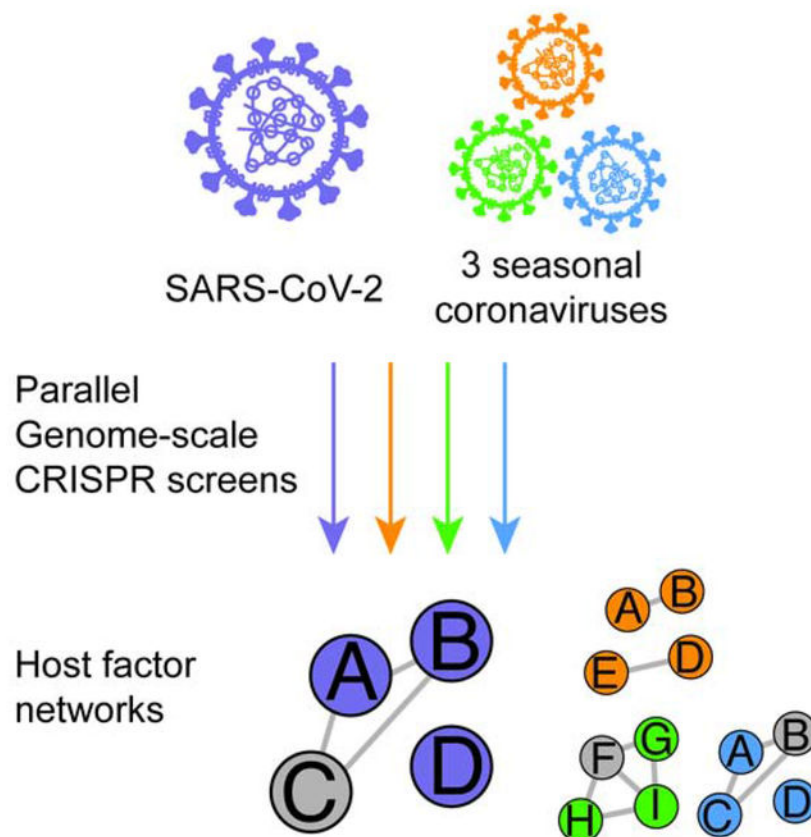 SARS-CoV-2
3 seasonal
coronaviruses
Parallel
Genome-scale
CRISPR screens
Host factor
networks
A
B
C
D
A
B
E
D
F
G
H
I
A
B
C
D